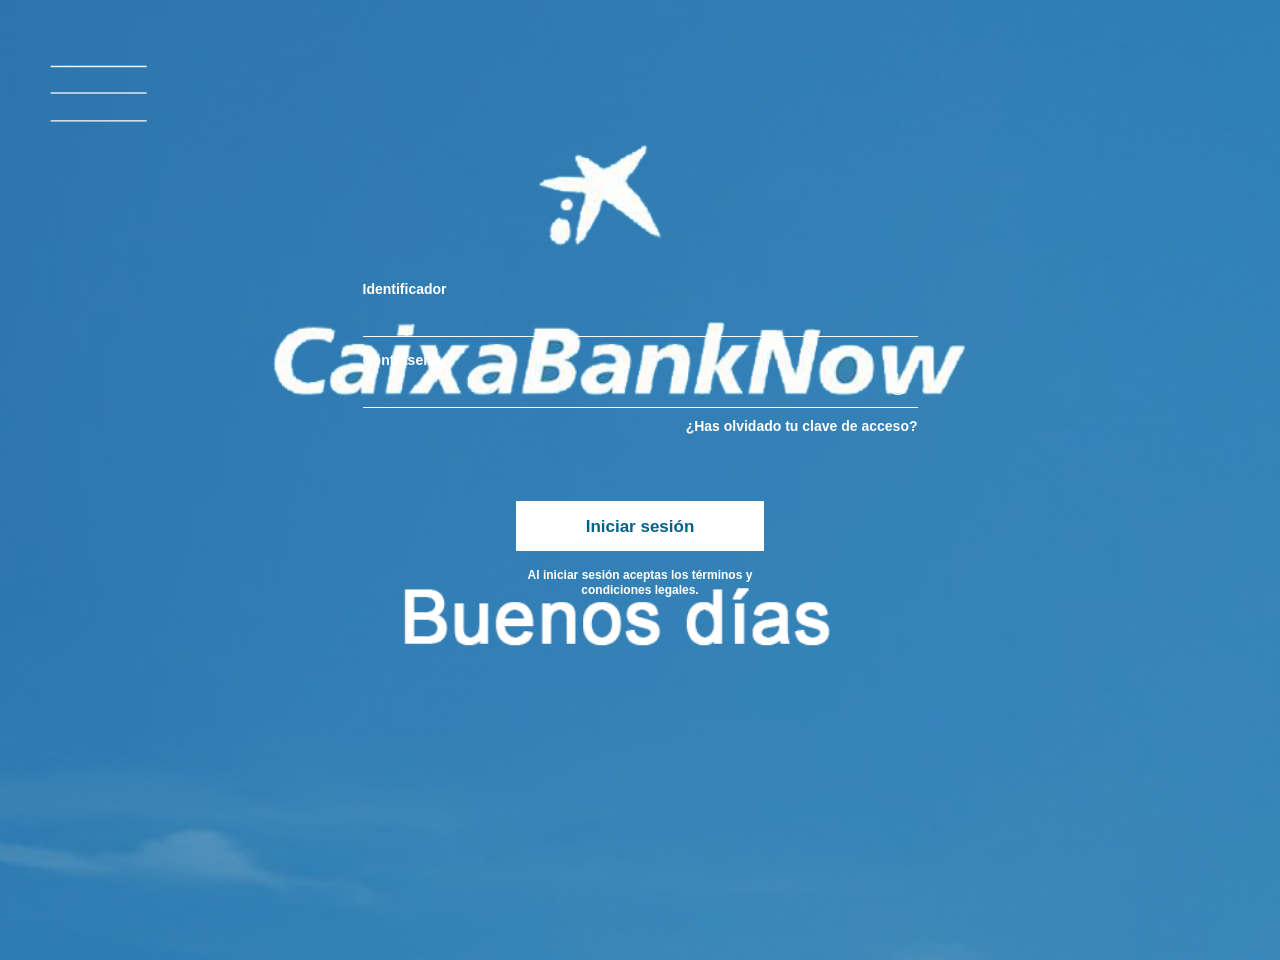 Identificador
CaixaBankNow
¿Has olvidado tu clave de acceso?
Iniciar sesión
Al iniciar sesión aceptas los términos y
condiciones legales.
Buenos días